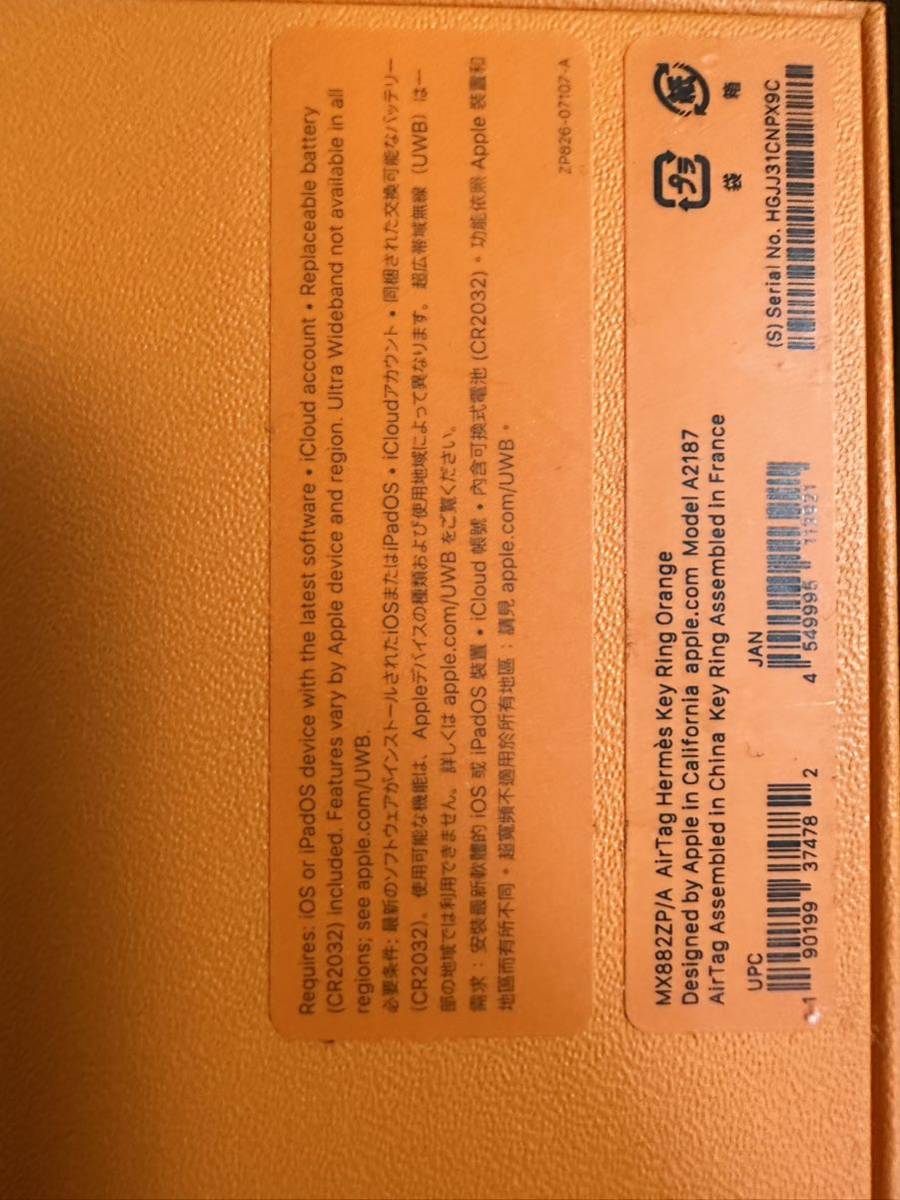 Requires: iOS or iPadOS device with the latest software • iCloud account • Replaceable battery
(CR2032) included. Features vary by Apple device and region. Ultra Wideband not available in all
regions; see apple.com/UWB.
必要条件: 最新のソフトウェアがインストールされたiOSまたはiPadOS • iCloudアカウント • 同梱された交換可能なバッテリー
(CR2032)。使用可能な機能は、Appleデバイスの種類および使用地域によって異なります。超広帯域無線（UWB）は一
部の地域では利用できません。詳しくは apple.com/UWB をご覧ください。
需求：安裝最新軟體的 iOS 或 iPadOS 裝置 • iCloud 帳號 • 內含可換式電池 (CR2032)。功能依照 Apple 裝置和
地區而有所不同。超寬頻不適用於所有地區：請見 apple.com/UWB。
ZP826-07107-A
MX882ZP/A AirTag Hermès Key Ring Orange
Designed by Apple in California apple.com Model A2187
AirTag Assembled in China Key Ring Assembled in France
UPC
1 90199 37478 2
JAN
4 549995 113921
(S) Serial No. HGJJ31CNPX9C
プラ
袋
紙
箱